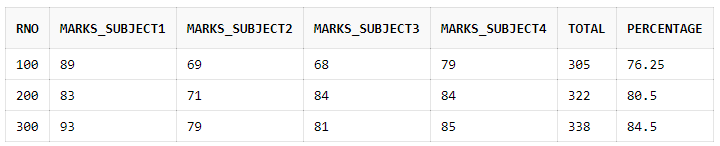 RNO MARKS_SUBJECT1 MARKS_SUBJECT2 MARKS_SUBJECT3 MARKS_SUBJECT4 TOTAL PERCENTAGE
100 89 69 68 79 305 76.25
200 83 71 84 84 322 80.5
300 93 79 81 85 338 84.5